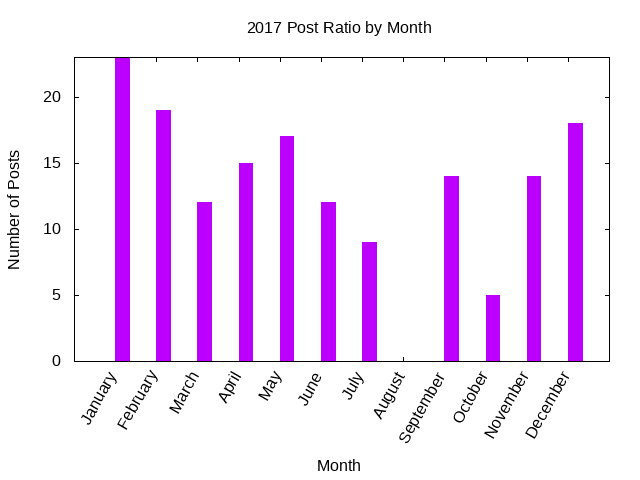 2017 Post Ratio by Month
Number of Posts
20
15
10
5
0
January
February
March
April
May
June
July
August
September
October
November
December
Month